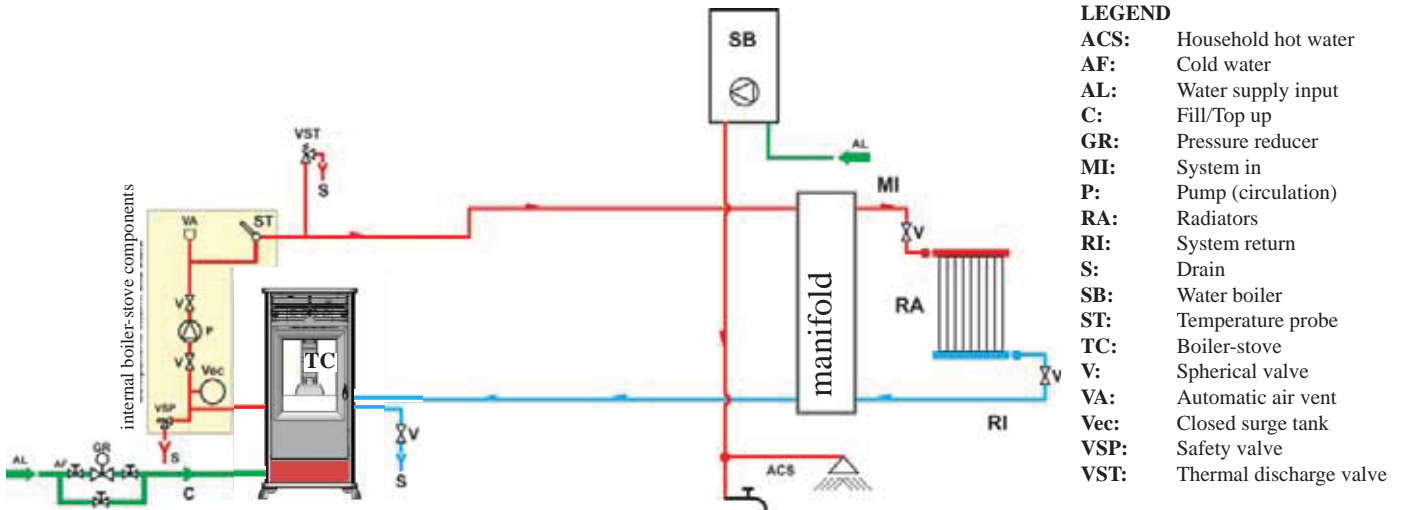 SB
AL
VST
S
MI
V
VA
ST
internal boiler-stove components
V
P
V
Vec
VSP
S
TC
V
S
manifold
RA
V
RI
AL
AF
GR
C
ACS
LEGEND
ACS: Household hot water
AF: Cold water
AL: Water supply input
C: Fill/Top up
GR: Pressure reducer
MI: System in
P: Pump (circulation)
RA: Radiators
RI: System return
S: Drain
SB: Water boiler
ST: Temperature probe
TC: Boiler-stove
V: Spherical valve
VA: Automatic air vent
Vec: Closed surge tank
VSP: Safety valve
VST: Thermal discharge valve